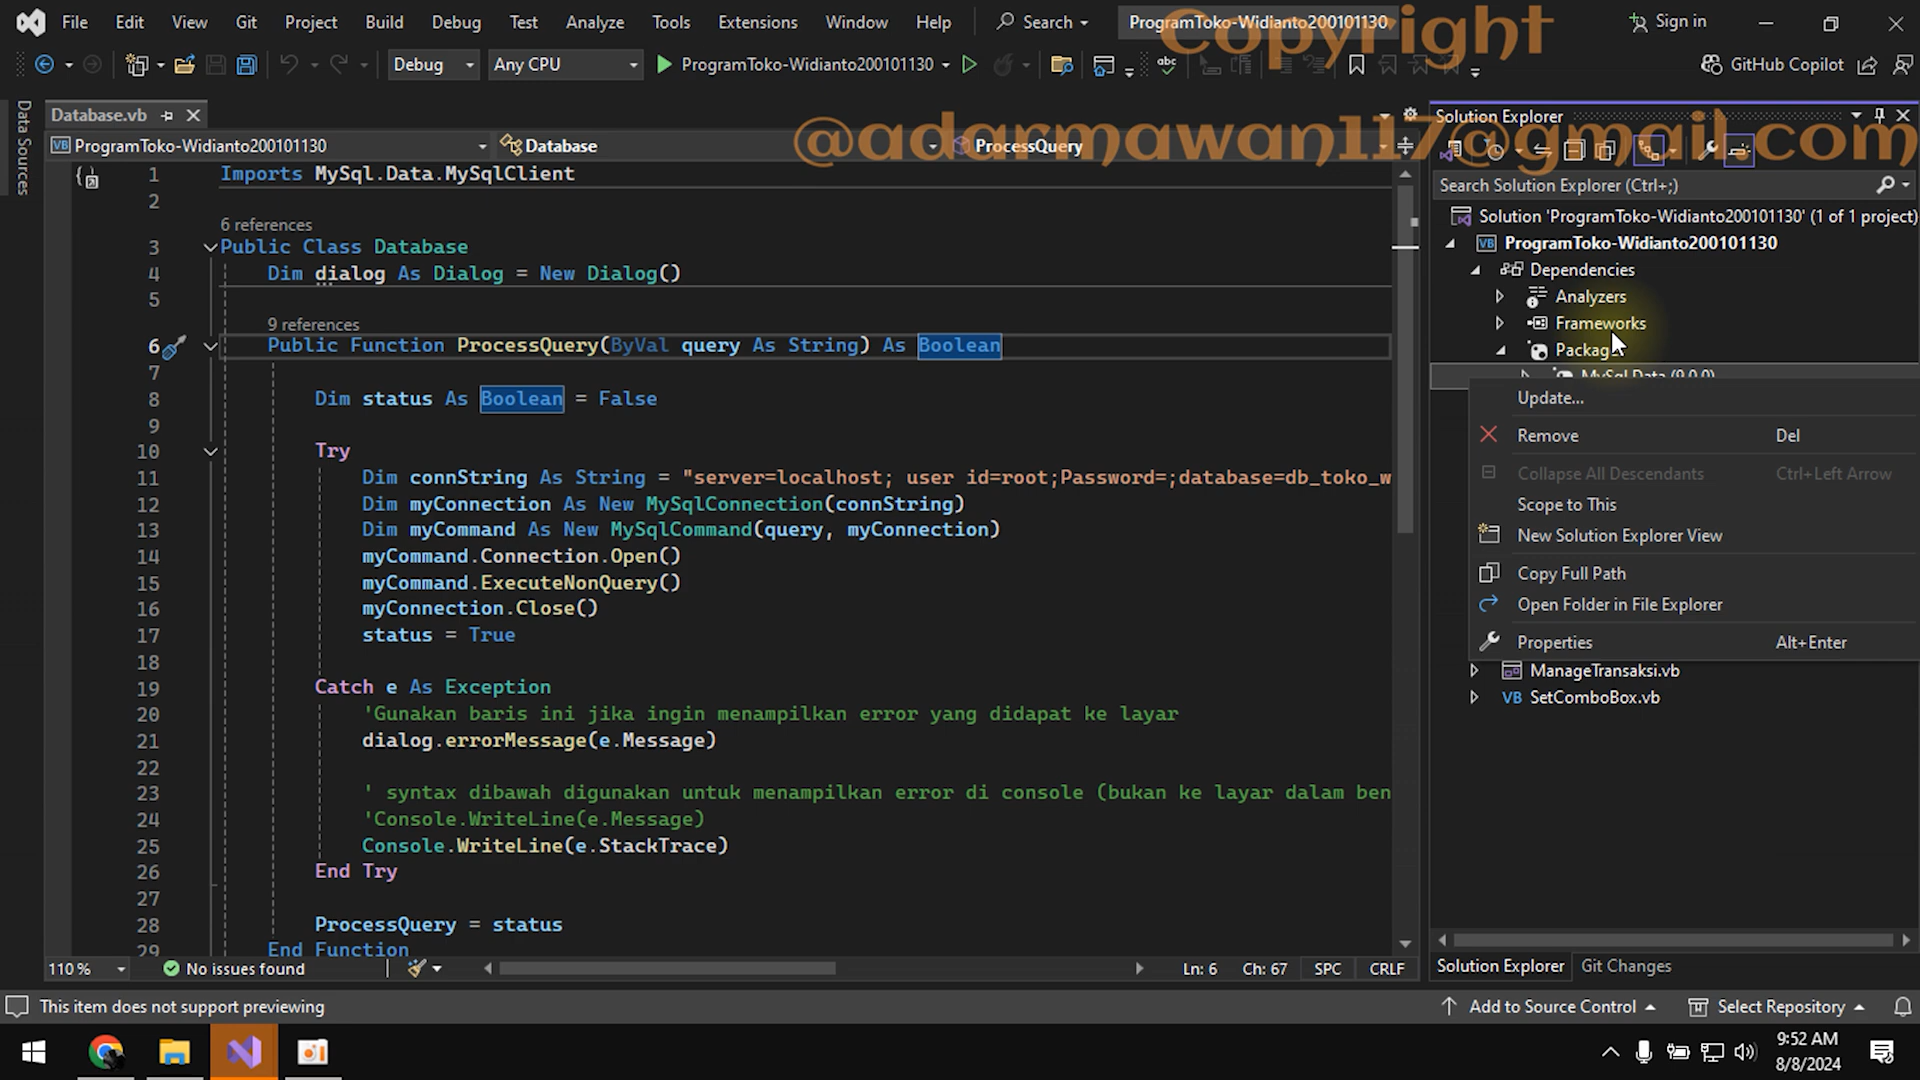 File Edit View Git Project Build Debug Test Analyze Tools Extensions Window Help Search ProgramToko-Widianto200101130 Sign in
Copyright
Debug Any CPU ProgramToko-Widianto200101130 GitHub Copilot
@adarmawan117@gmail.com
Data Sources
Database.vb
ProgramToko-Widianto200101130 Database ProcessQuery
1 Imports MySql.Data.MySqlClient
2
6 references
3 Public Class Database
4 Dim dialog As Dialog = New Dialog()
5
9 references
6 Public Function ProcessQuery(ByVal query As String) As Boolean
7
8 Dim status As Boolean = False
9
10 Try
11 Dim connString As String = "server=localhost; user id=root;Password=;database=db_toko_w
12 Dim myConnection As New MySqlConnection(connString)
13 Dim myCommand As New MySqlCommand(query, myConnection)
14 myCommand.Connection.Open()
15 myCommand.ExecuteNonQuery()
16 myConnection.Close()
17 status = True
18
19 Catch e As Exception
20 'Gunakan baris ini jika ingin menampilkan error yang didapat ke layar
21 dialog.errorMessage(e.Message)
22
23 ' syntax dibawah digunakan untuk menampilkan error di console (bukan ke layar dalam ben
24 'Console.WriteLine(e.Message)
25 Console.WriteLine(e.StackTrace)
26 End Try
27
28 ProcessQuery = status
29 End Function
110 % No issues found Ln: 6 Ch: 67 SPC CRLF
Solution Explorer
Search Solution Explorer (Ctrl+;)
Solution 'ProgramToko-Widianto200101130' (1 of 1 project)
VB ProgramToko-Widianto200101130
Dependencies
Analyzers
Frameworks
Packages
MySql.Data (9.0.0)
Update...
Remove Del
Collapse All Descendants Ctrl+Left Arrow
Scope to This
New Solution Explorer View
Copy Full Path
Open Folder in File Explorer
Properties Alt+Enter
ManageTransaksi.vb
VB SetComboBox.vb
Solution Explorer Git Changes
This item does not support previewing Add to Source Control Select Repository
9:52 AM
8/8/2024